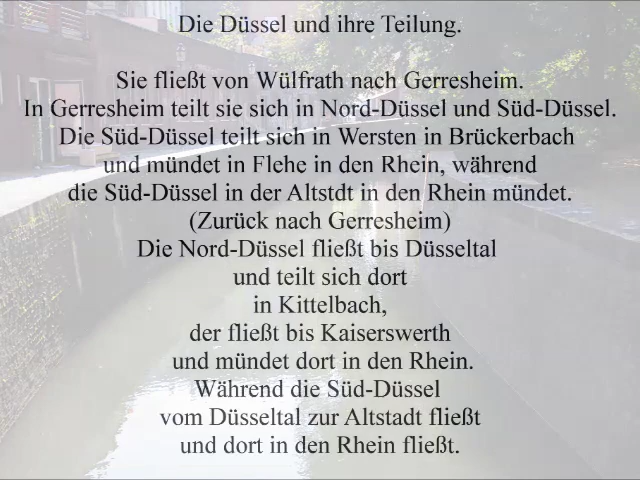 Die Düssel und ihre Teilung.
Sie fließt von Wülfrath nach Gerresheim.
In Gerresheim teilt sie sich in Nord-Düssel und Süd-Düssel.
Die Süd-Düssel teilt sich in Wersten in Brückerbach
und mündet in Flehe in den Rhein, während
die Süd-Düssel in der Altstdt in den Rhein mündet.
(Zurück nach Gerresheim)
Die Nord-Düssel fließt bis Düsseltal
und teilt sich dort
in Kittelbach,
der fließt bis Kaiserswerth
und mündet dort in den Rhein.
Während die Süd-Düssel
vom Düsseltal zur Altstadt fließt
und dort in den Rhein fließt.